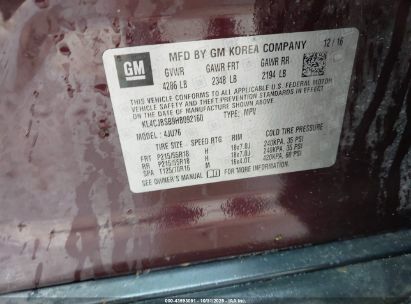 GM
MFD BY GM KOREA COMPANY 12/16
GVWR GAWR FRT GAWR RR
4286 LB 2348 LB 2194 LB
THIS VEHICLE CONFORMS TO ALL APPLICABLE U.S. FEDERAL MOTOR
VEHICLE SAFETY AND THEFT PREVENTION STANDARDS IN EFFECT ON
THE DATE OF MANUFACTURE SHOWN ABOVE.
TYPE: MPV
MODEL: 4JU76
TIRE SIZE SPEED RTG RIM COLD TIRE PRESSURE
FRT P215/55R18 H 18x7.0J 240KPA, 35 PSI
RR P215/55R18 H 18x7.0J 240KPA, 35 PSI
SPA T125/70R16 M 16x4.0T 420KPA, 60 PSI
SEE OWNER'S MANUAL